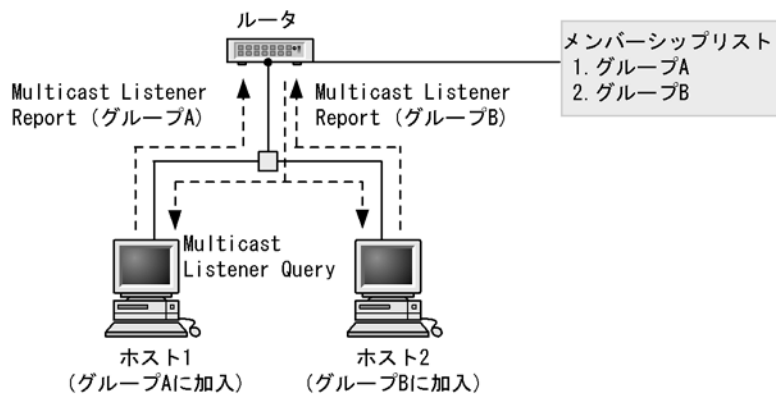 ルータ
メンバーシップリスト
1. グループA
2. グループB
Multicast Listener
Report (グループA)
Multicast Listener
Report (グループB)
Multicast
Listener Query
ホスト1
(グループAに加入)
ホスト2
(グループBに加入)